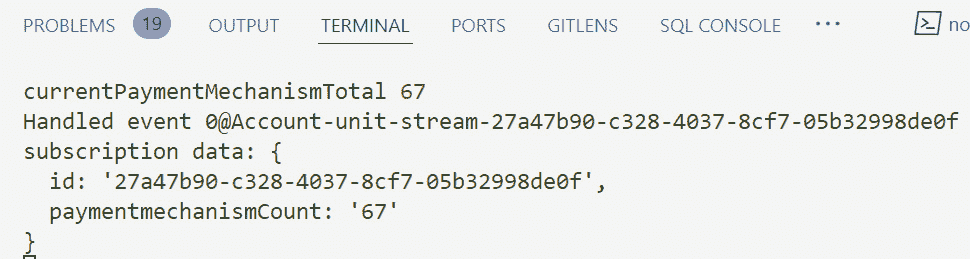 PROBLEMS 19 OUTPUT TERMINAL PORTS GITLENS SQL CONSOLE ··· no
currentPaymentMechanismTotal 67
Handled event 0@Account-unit-stream-27a47b90-c328-4037-8cf7-05b32998de0f
subscription data: {
  id: '27a47b90-c328-4037-8cf7-05b32998de0f',
  paymentmechanismCount: '67'
}